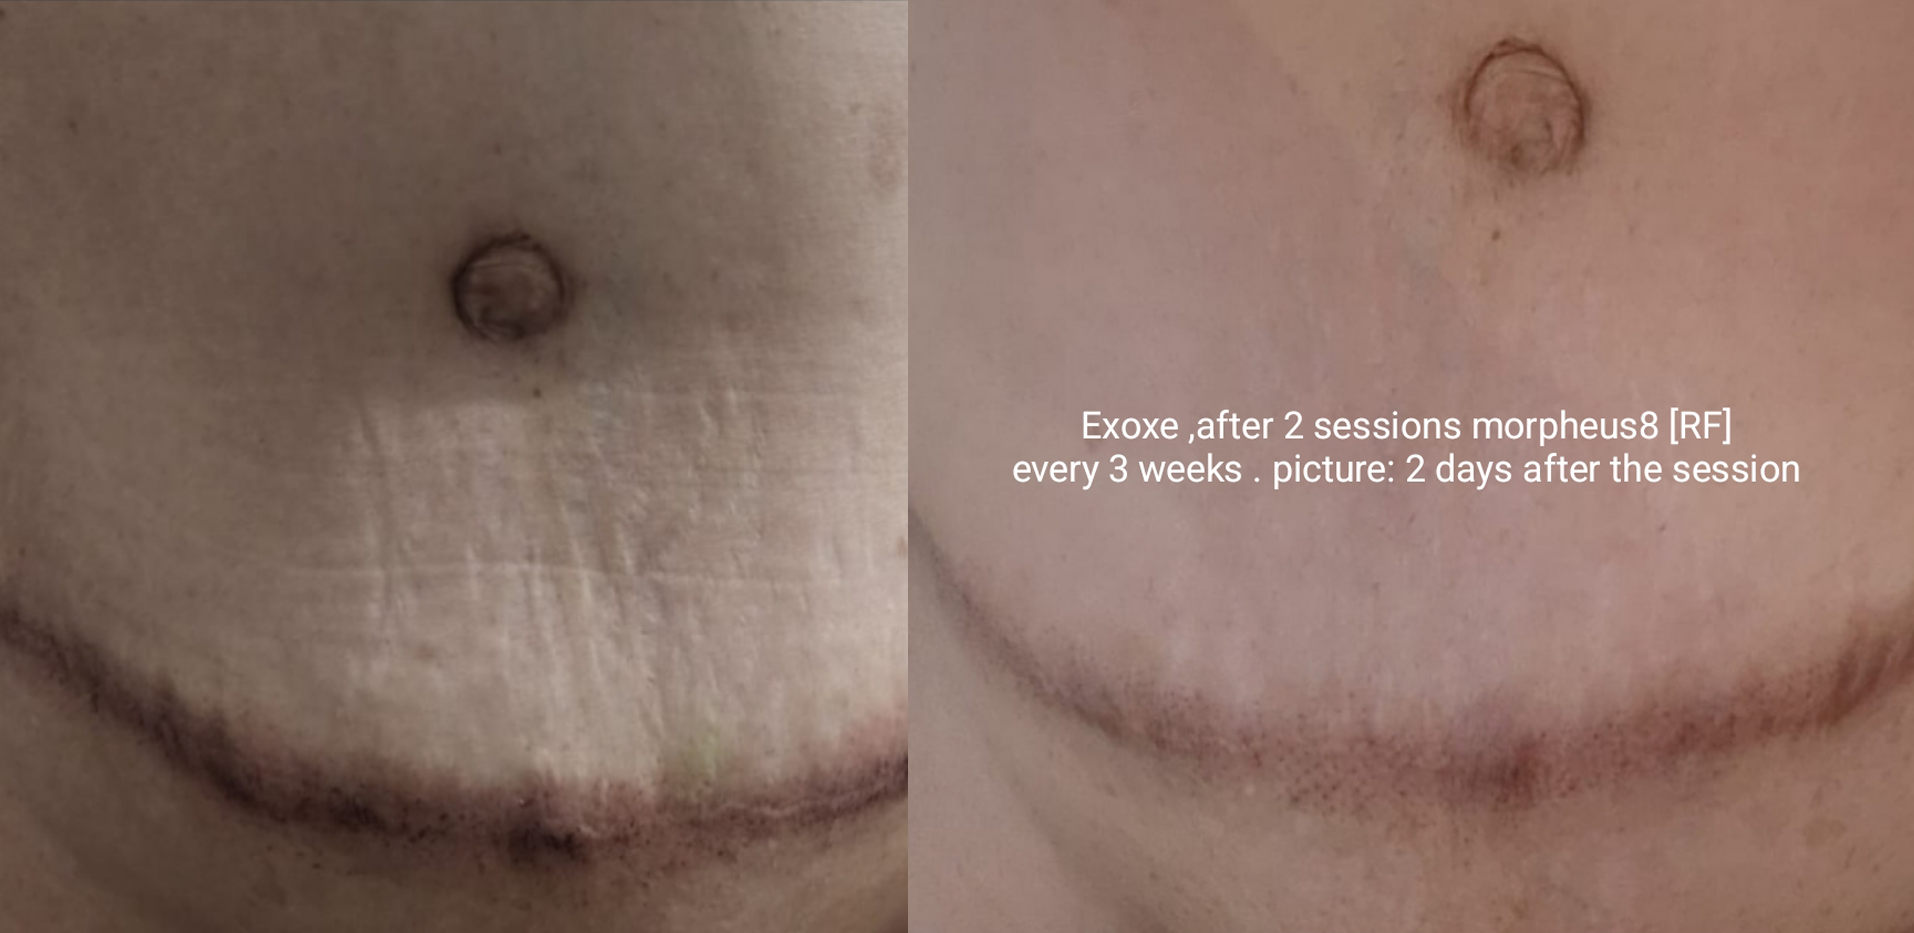 Exoxe ,after 2 sessions morpheus8 [RF]
every 3 weeks . picture: 2 days after the session